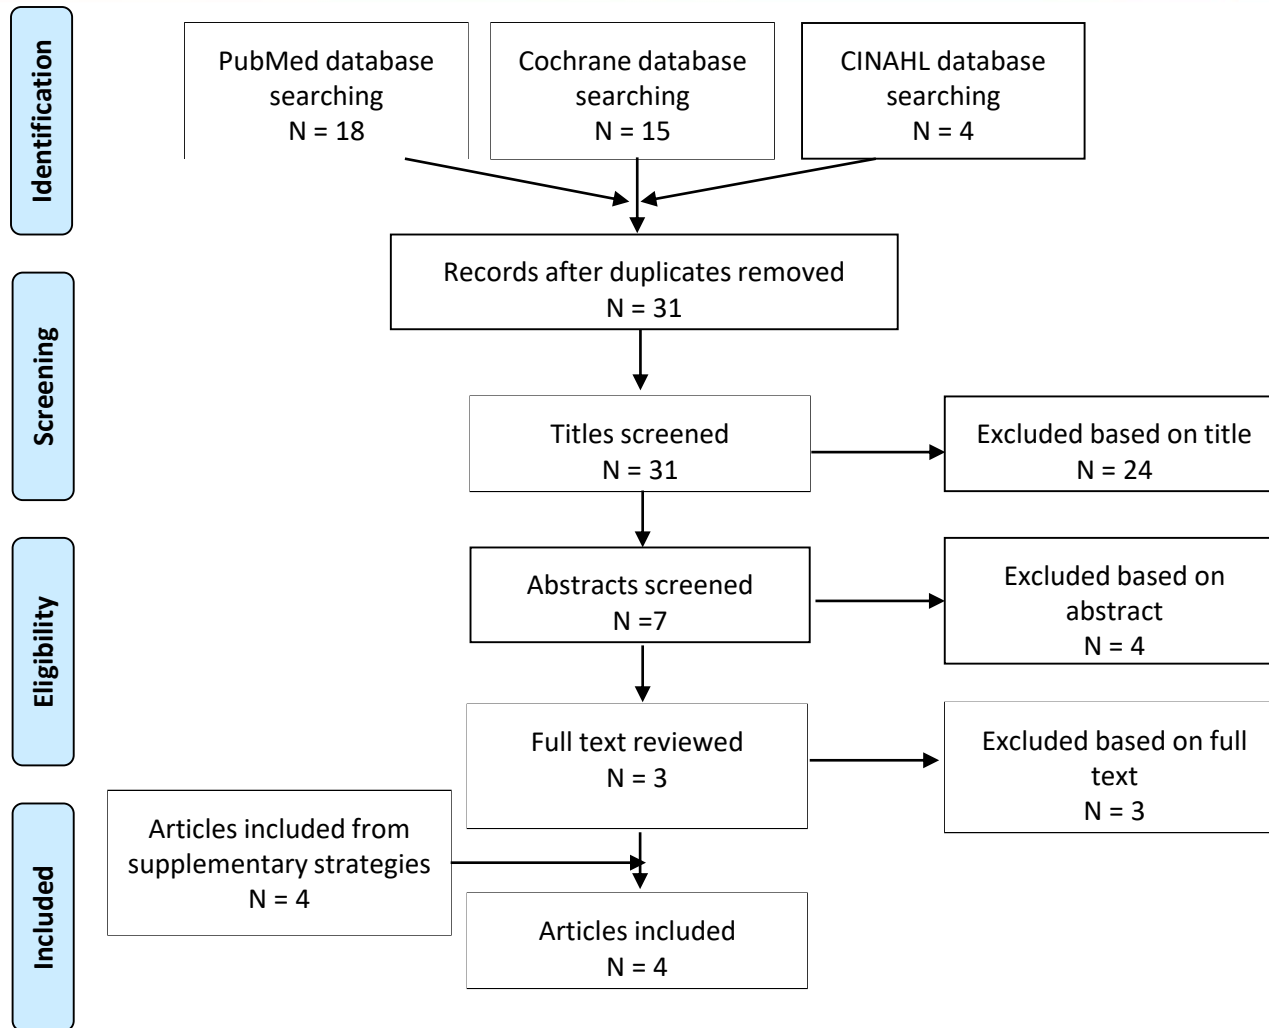 Identification
PubMed database
searching
N = 18
Cochrane database
searching
N = 15
CINAHL database
searching
N = 4
Records after duplicates removed
N = 31
Screening
Titles screened
N = 31
Excluded based on title
N = 24
Eligibility
Abstracts screened
N =7
Excluded based on
abstract
N = 4
Full text reviewed
N = 3
Excluded based on full
text
N = 3
Included
Articles included from
supplementary strategies
N = 4
Articles included
N = 4